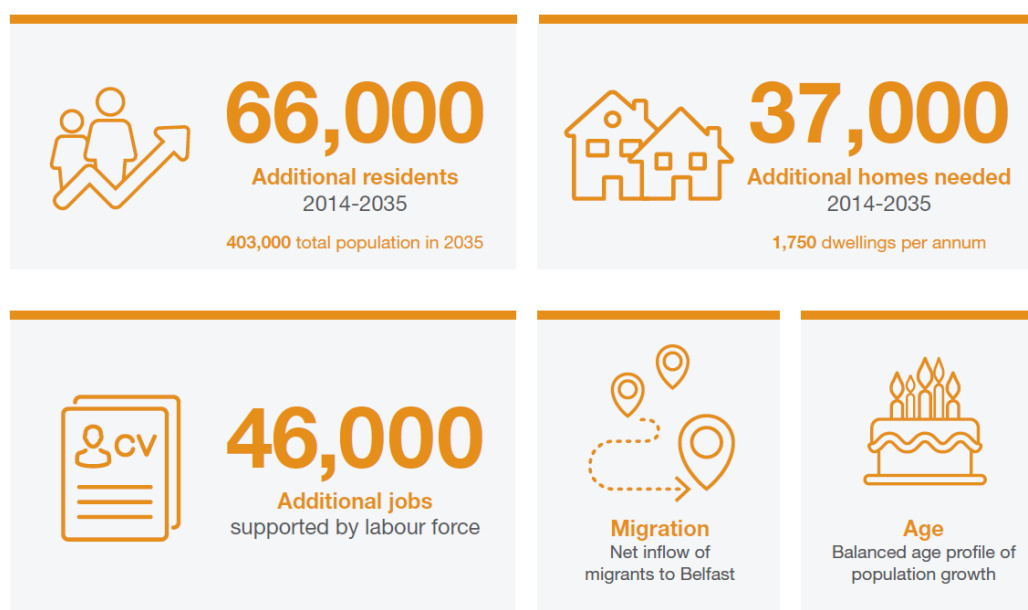 66,000
Additional residents
2014-2035
403,000 total population in 2035
37,000
Additional homes needed
2014-2035
1,750 dwellings per annum
CV
46,000
Additional jobs
supported by labour force
Migration
Net inflow of
migrants to Belfast
Age
Balanced age profile of
population growth